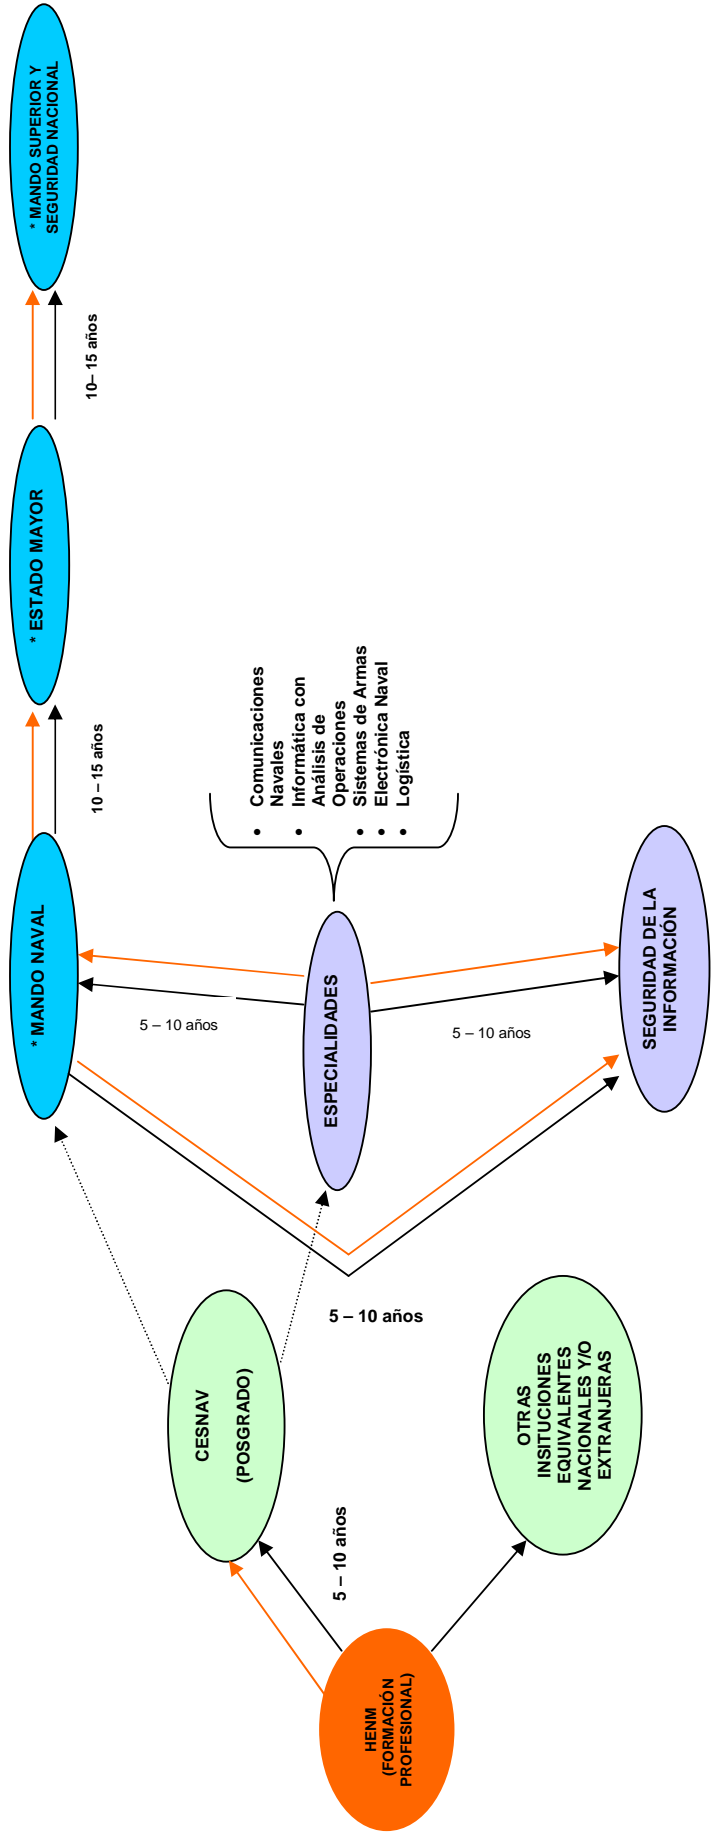 HENM
(FORMACIÓN
PROFESIONAL)
5 – 10 años
CESNAV
(POSGRADO)
OTRAS
INSITUCIONES
EQUIVALENTES
NACIONALES Y/O
EXTRANJERAS
5 – 10 años
* MANDO NAVAL
5 – 10 años
ESPECIALIDADES
5 – 10 años
SEGURIDAD DE LA
INFORMACIÓN
• Comunicaciones
Navales
• Informática con
Análisis de
Operaciones
• Sistemas de Armas
• Electrónica Naval
• Logística
10 – 15 años
* ESTADO MAYOR
10– 15 años
* MANDO SUPERIOR Y
SEGURIDAD NACIONAL